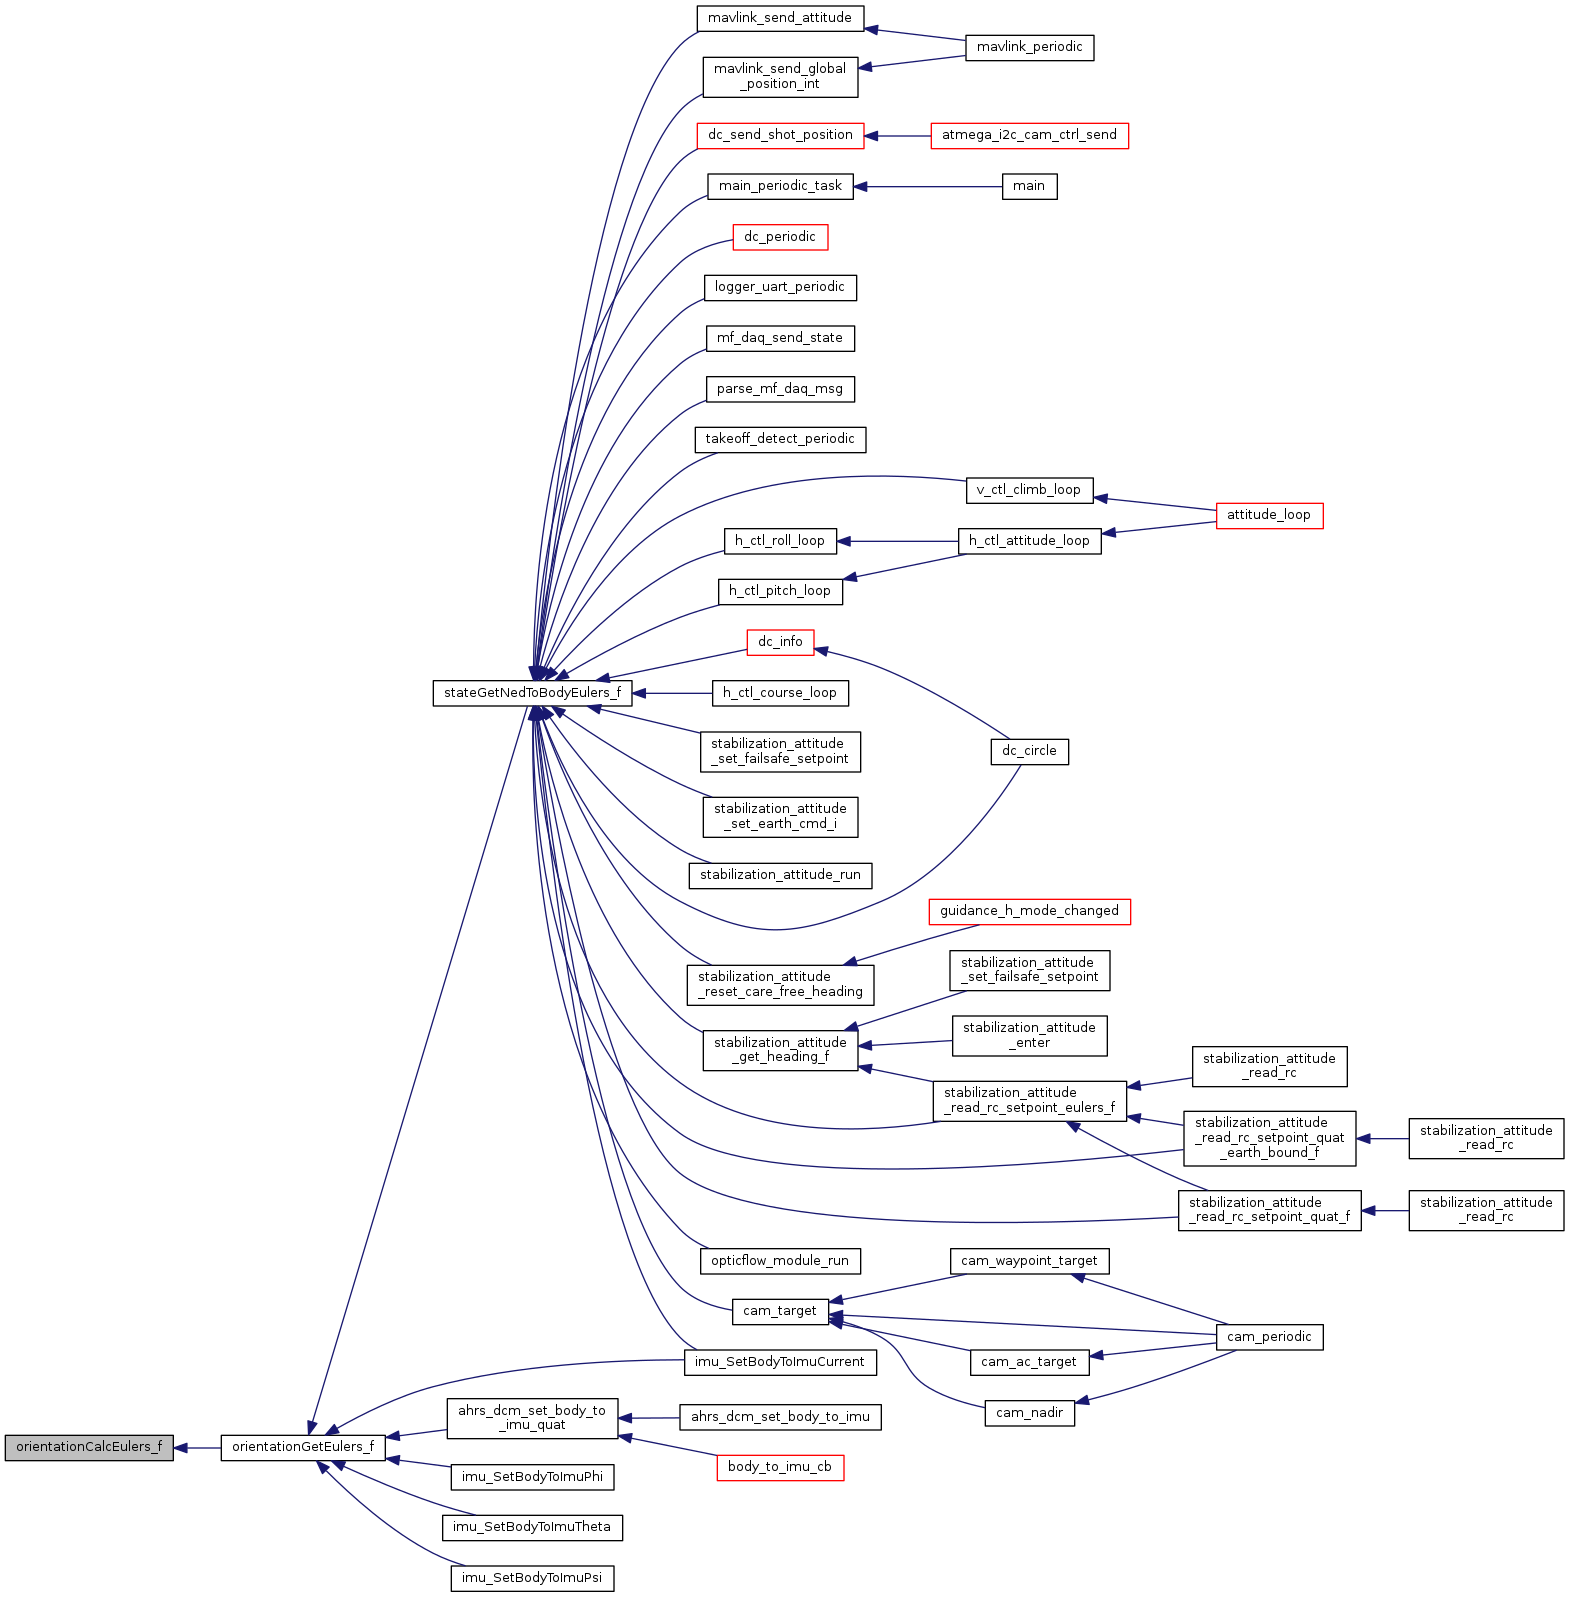 mavlink_send_attitude
mavlink_periodic
mavlink_send_global
_position_int
dc_send_shot_position
atmega_i2c_cam_ctrl_send
main_periodic_task
main
dc_periodic
logger_uart_periodic
mf_daq_send_state
parse_mf_daq_msg
takeoff_detect_periodic
v_ctl_climb_loop
attitude_loop
h_ctl_roll_loop
h_ctl_attitude_loop
h_ctl_pitch_loop
dc_info
stateGetNedToBodyEulers_f
h_ctl_course_loop
stabilization_attitude
_set_failsafe_setpoint
dc_circle
stabilization_attitude
_set_earth_cmd_i
stabilization_attitude_run
guidance_h_mode_changed
stabilization_attitude
_reset_care_free_heading
stabilization_attitude
_set_failsafe_setpoint
stabilization_attitude
_get_heading_f
stabilization_attitude
_enter
stabilization_attitude
_read_rc
stabilization_attitude
_read_rc_setpoint_eulers_f
stabilization_attitude
_read_rc_setpoint_quat
_earth_bound_f
stabilization_attitude
_read_rc
stabilization_attitude
_read_rc_setpoint_quat_f
stabilization_attitude
_read_rc
opticflow_module_run
cam_waypoint_target
cam_target
cam_periodic
imu_SetBodyToImuCurrent
cam_ac_target
cam_nadir
ahrs_dcm_set_body_to
_imu_quat
ahrs_dcm_set_body_to_imu
orientationCalcEulers_f
orientationGetEulers_f
body_to_imu_cb
imu_SetBodyToImuPhi
imu_SetBodyToImuTheta
imu_SetBodyToImuPsi